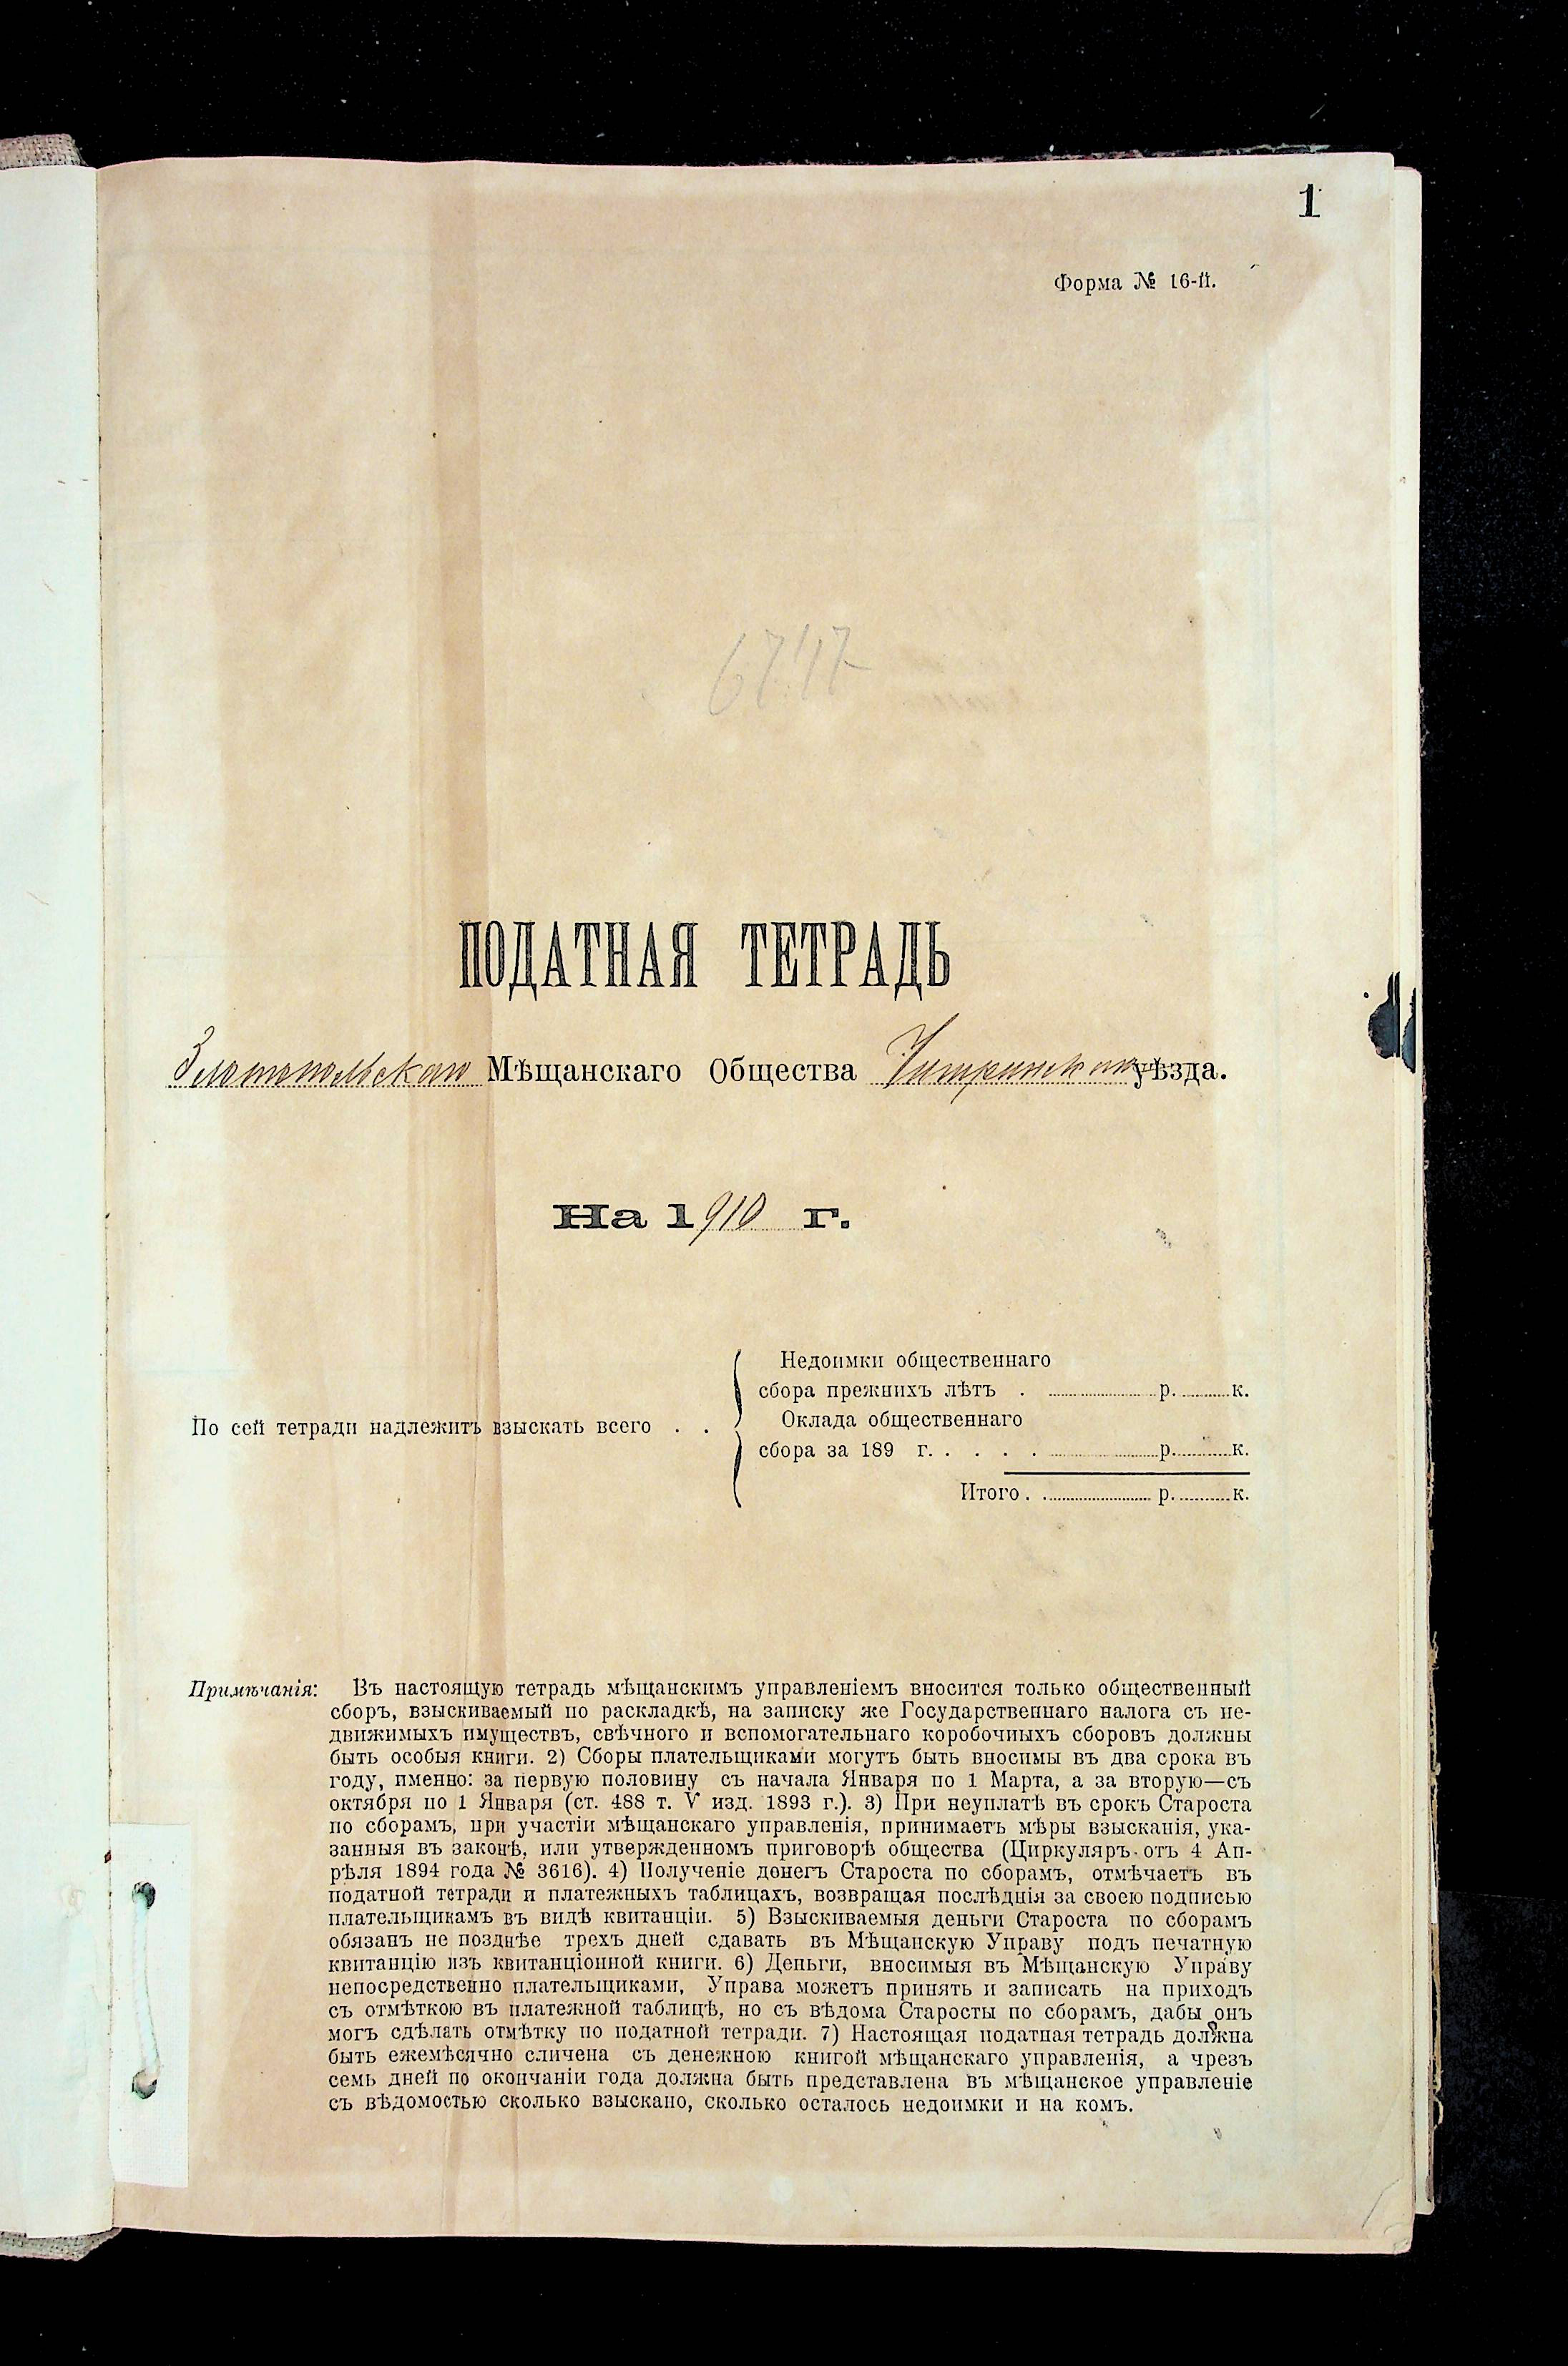 1
Форма № 16-й.
ПОДАТНАЯ ТЕТРАДЬ
Златопольскаго Мѣщанскаго Общества Чигиринскаго уѣзда.
На 1910 г.
Недоимки общественнаго
сбора прежнихъ лѣтъ . р. к.
По сей тетради надлежитъ взыскать всего . .
Оклада общественнаго
сбора за 189 г. . . . . р. к.
Итого . . р. к.
Примѣчанія: Въ настоящую тетрадь мѣщанскимъ управленіемъ вносится только общественный
сборъ, взыскиваемый по раскладкѣ, на записку же Государственнаго налога съ не-
движимыхъ имуществъ, свѣчного и вспомогательнаго коробочныхъ сборовъ должны
быть особыя книги. 2) Сборы плательщиками могутъ быть вносимы въ два срока въ
году, именно: за первую половину съ начала Января по 1 Марта, а за вторую—съ
октября по 1 Января (ст. 488 т. V изд. 1893 г.). 3) При неуплатѣ въ срокъ Староста
по сборамъ, при участіи мѣщанскаго управленія, принимаетъ мѣры взысканія, ука-
занныя въ законѣ, или утвержденномъ приговорѣ общества (Циркуляръ отъ 4 Ап-
рѣля 1894 года № 3616). 4) Полученіе денегъ Староста по сборамъ, отмѣчаетъ въ
податной тетради и платежныхъ таблицахъ, возвращая послѣднія за своею подписью
плательщикамъ въ видѣ квитанціи. 5) Взыскиваемыя деньги Староста по сборамъ
обязанъ не позднѣе трехъ дней сдавать въ Мѣщанскую Управу подъ печатную
квитанцію изъ квитанціонной книги. 6) Деньги, вносимыя въ Мѣщанскую Управу
непосредственно плательщиками, Управа можетъ принять и записать на приходъ
съ отмѣткою въ платежной таблицѣ, но съ вѣдома Старосты по сборамъ, дабы онъ
могъ сдѣлать отмѣтку по податной тетради. 7) Настоящая податная тетрадь должна
быть ежемѣсячно сличена съ денежною книгой мѣщанскаго управленія, а чрезъ
семь дней по окончаніи года должна быть представлена въ мѣщанское управленіе
съ вѣдомостью сколько взыскано, сколько осталось недоимки и на комъ.